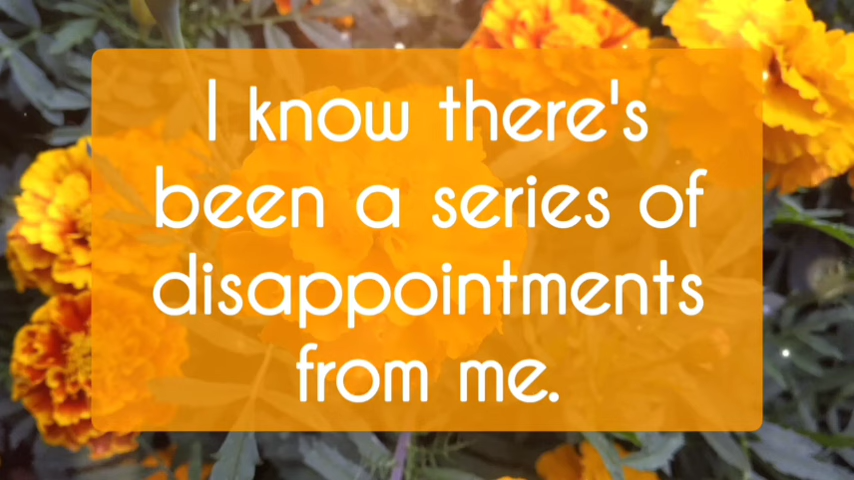 I know there's
been a series of
disappointments
from me.